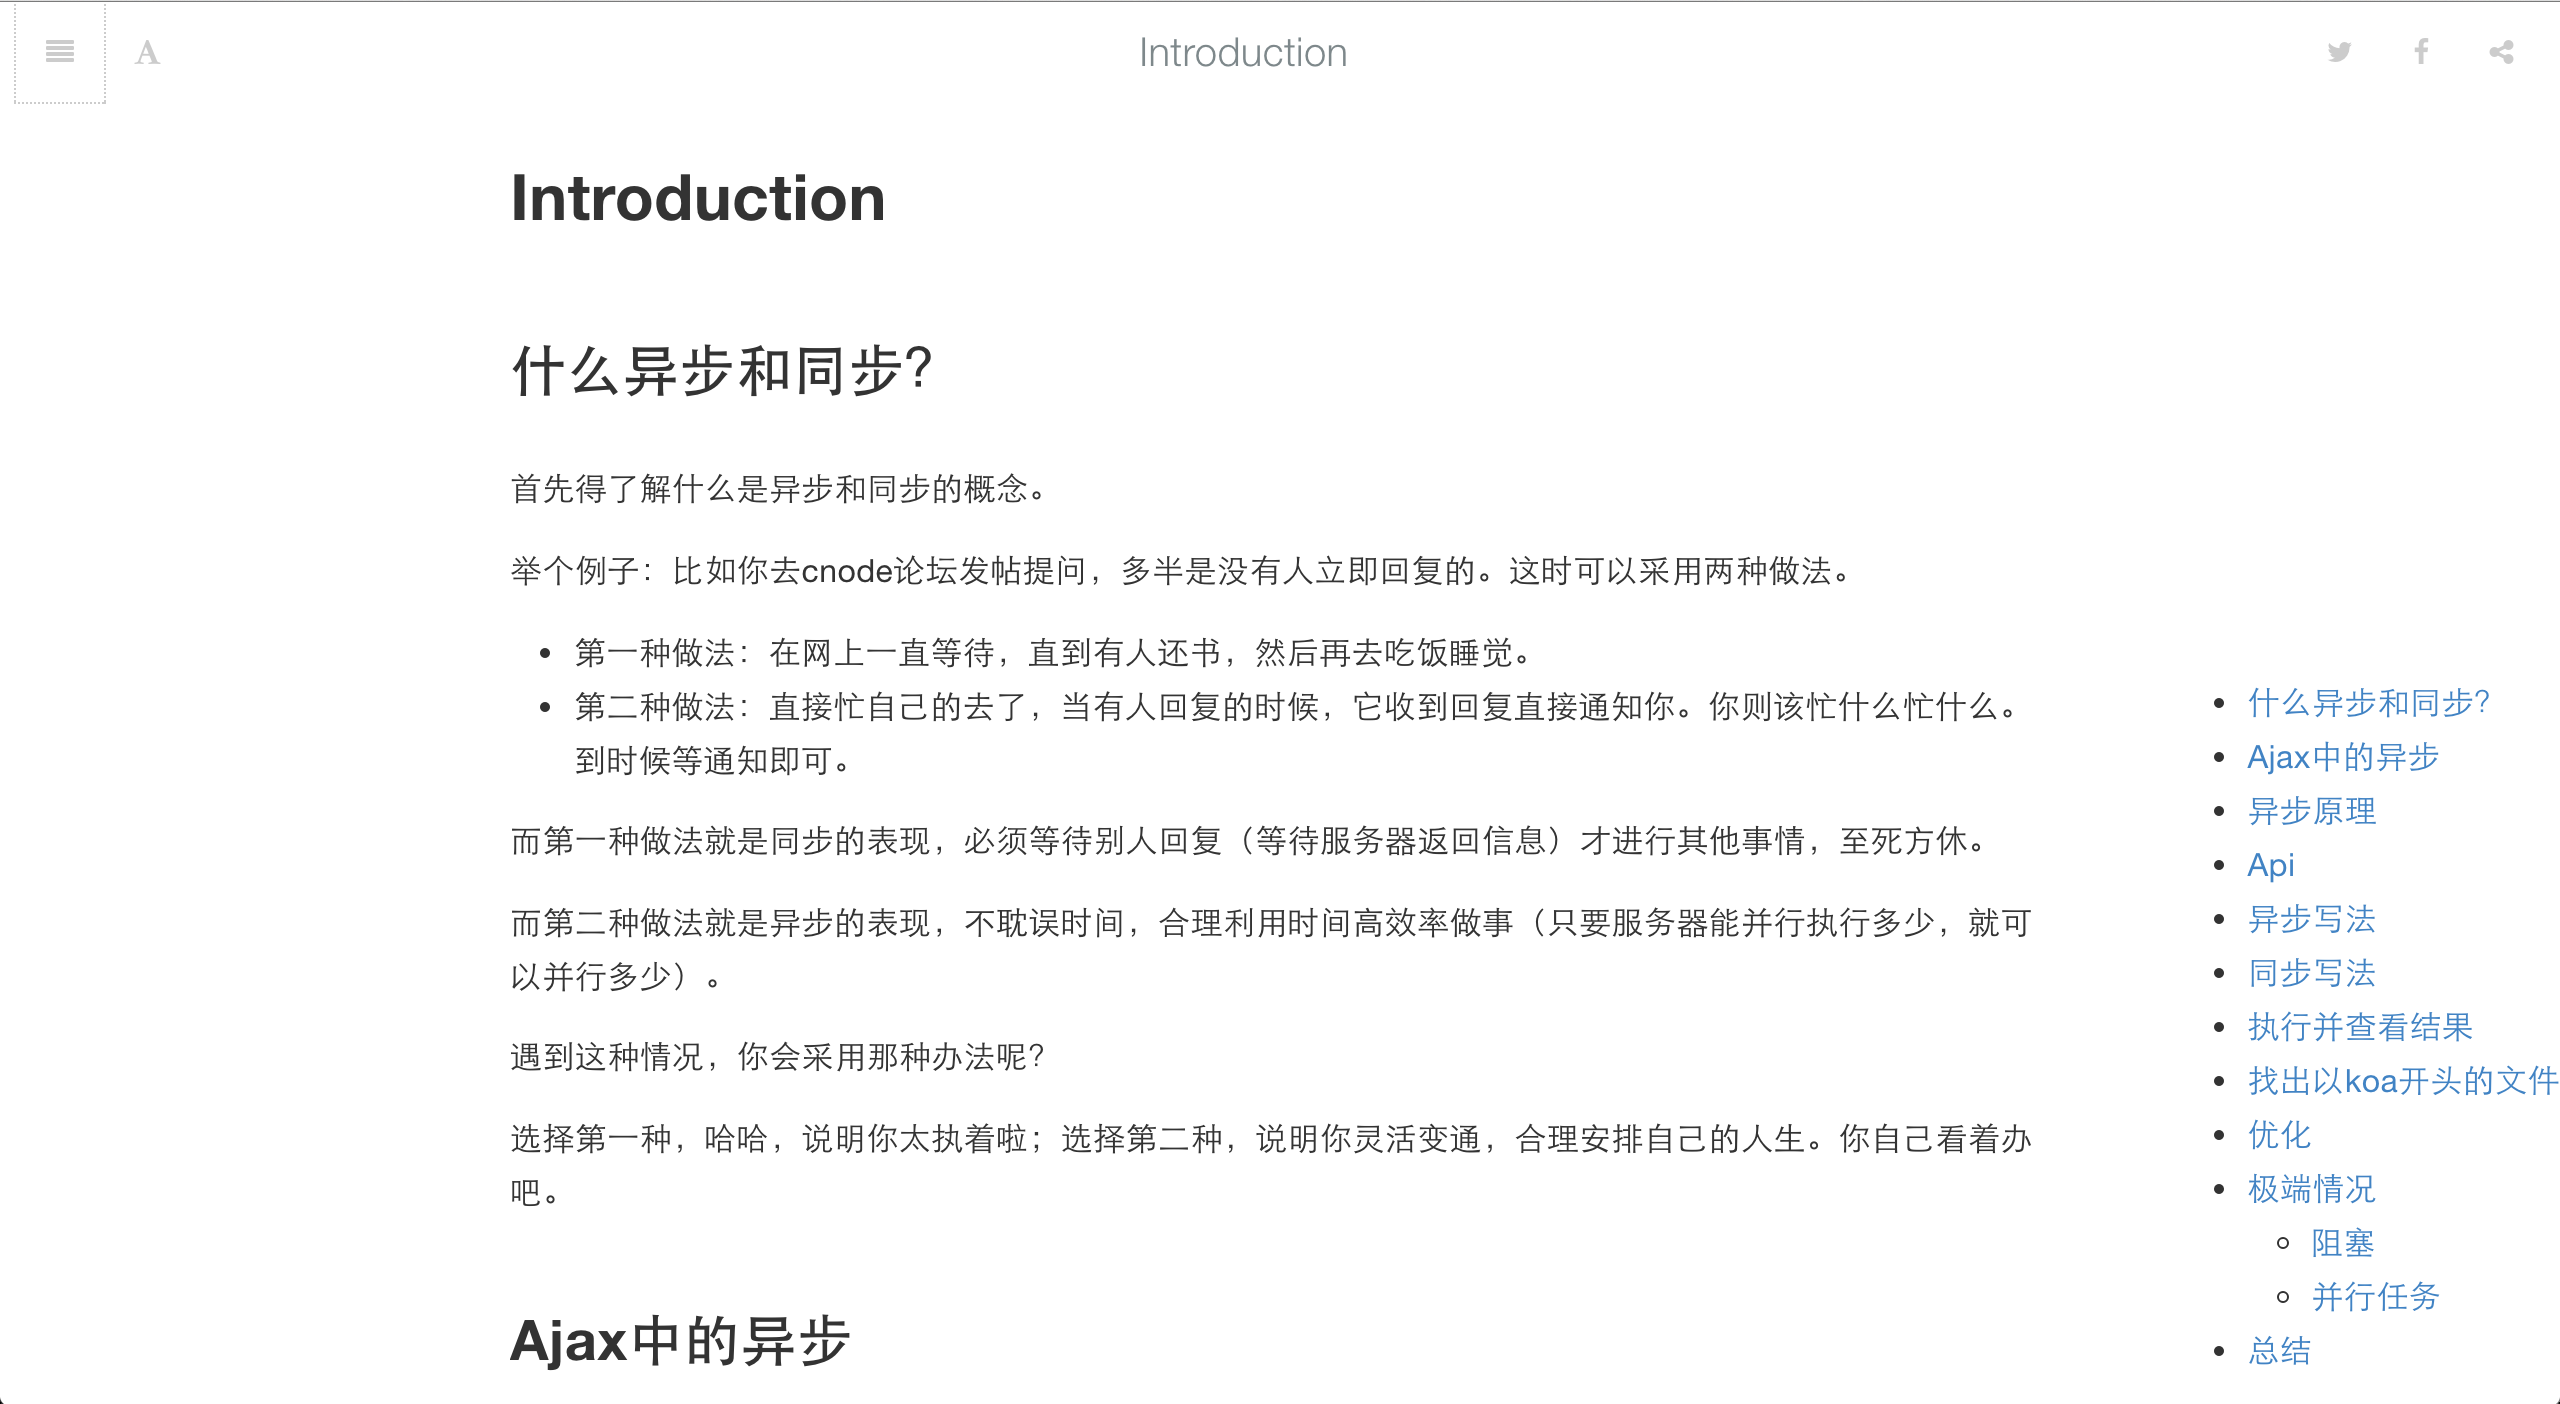 A
Introduction
Introduction
什么异步和同步？
首先得了解什么是异步和同步的概念。
举个例子：比如你去cnode论坛发帖提问，多半是没有人立即回复的。这时可以采用两种做法。
第一种做法：在网上一直等待，直到有人还书，然后再去吃饭睡觉。
第二种做法：直接忙自己的去了，当有人回复的时候，它收到回复直接通知你。你则该忙什么忙什么。
到时候等通知即可。
而第一种做法就是同步的表现，必须等待别人回复（等待服务器返回信息）才进行其他事情，至死方休。
而第二种做法就是异步的表现，不耽误时间，合理利用时间高效率做事（只要服务器能并行执行多少，就可
以并行多少）。
遇到这种情况，你会采用那种办法呢？
选择第一种，哈哈，说明你太执着啦；选择第二种，说明你灵活变通，合理安排自己的人生。你自己看着办
吧。
Ajax中的异步
什么异步和同步？
Ajax中的异步
异步原理
Api
异步写法
同步写法
执行并查看结果
找出以koa开头的文件
优化
极端情况
阻塞
并行任务
总结